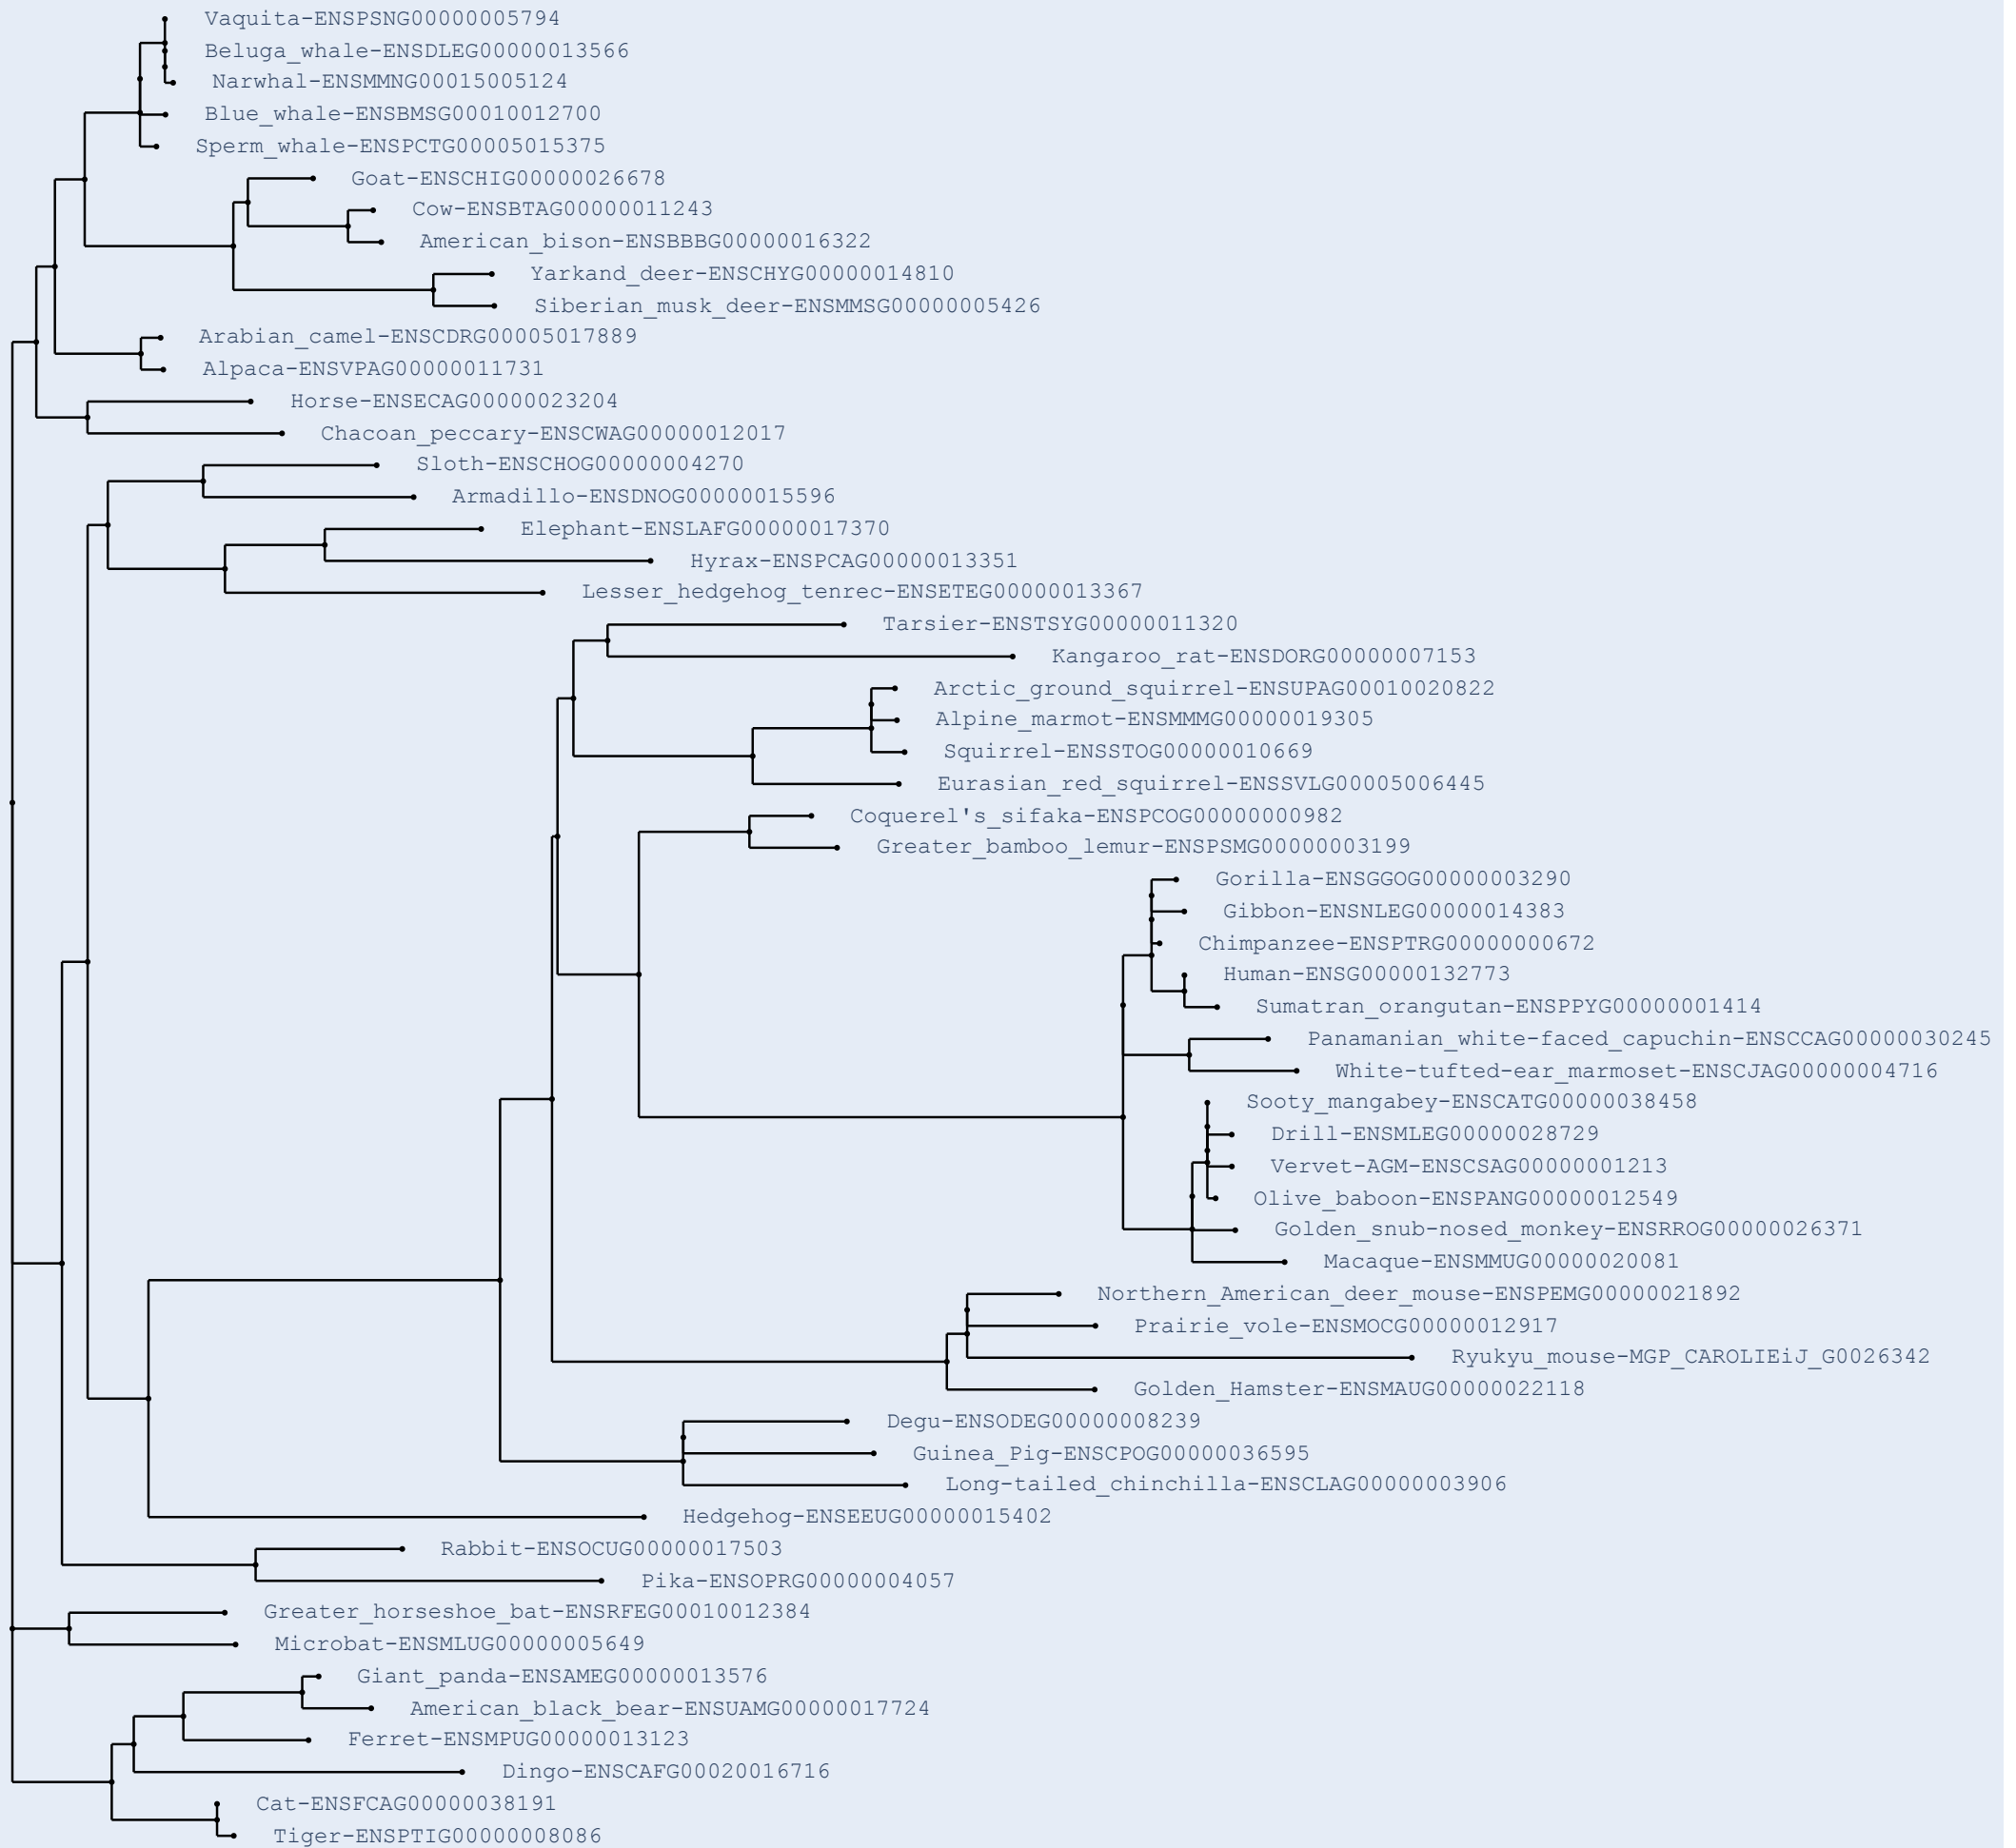 Vaquita-ENSPSNG00000005794
Beluga_whale-ENSDLEG00000013566
Narwhal-ENSMMNG00015005124
Blue_whale-ENSBMSG00010012700
Sperm_whale-ENSPCTG00005015375
Goat-ENSCHIG00000026678
Cow-ENSBTAG00000011243
American_bison-ENSBBBG00000016322
Yarkand_deer-ENSCHYG00000014810
Siberian_musk_deer-ENSMMSG00000005426
Arabian_camel-ENSCDRG00005017889
Alpaca-ENSVPAG00000011731
Horse-ENSECAG00000023204
Chacoan_peccary-ENSCWAG00000012017
Sloth-ENSCHOG00000004270
Armadillo-ENSDNOG00000015596
Elephant-ENSLAFG00000017370
Hyrax-ENSPCAG00000013351
Lesser_hedgehog_tenrec-ENSETEG00000013367
Tarsier-ENSTSYG00000011320
Kangaroo_rat-ENSDORG00000007153
Arctic_ground_squirrel-ENSUPAG00010020822
Alpine_marmot-ENSMMMG00000019305
Squirrel-ENSSTOG00000010669
Eurasian_red_squirrel-ENSSVLG00005006445
Coquerel's_sifaka-ENSPCOG00000000982
Greater_bamboo_lemur-ENSPSMG00000003199
Gorilla-ENSGGOG00000003290
Gibbon-ENSNLEG00000014383
Chimpanzee-ENSPTRG00000000672
Human-ENSG00000132773
Sumatran_orangutan-ENSPPYG00000001414
Panamanian_white-faced_capuchin-ENSCCAG00000030245
White-tufted-ear_marmoset-ENSCJAG00000004716
Sooty_mangabey-ENSCATG00000038458
Drill-ENSMLEG00000028729
Vervet-AGM-ENSCSAG00000001213
Olive_baboon-ENSPANG00000012549
Golden_snub-nosed_monkey-ENSRROG00000026371
Macaque-ENSMMUG00000020081
Northern_American_deer_mouse-ENSPEMG00000021892
Prairie_vole-ENSMOCG00000012917
Ryukyu_mouse-MGP_CAROLIEiJ_G0026342
Golden_Hamster-ENSMAUG00000022118
Degu-ENSODEG00000008239
Guinea_Pig-ENSCPOG00000036595
Long-tailed_chinchilla-ENSCLAG00000003906
Hedgehog-ENSEEUG00000015402
Rabbit-ENSOCUG00000017503
Pika-ENSOPRG00000004057
Greater_horseshoe_bat-ENSRFEG00010012384
Microbat-ENSMLUG00000005649
Giant_panda-ENSAMEG00000013576
American_black_bear-ENSUAMG00000017724
Ferret-ENSMPUG00000013123
Dingo-ENSCAFG00020016716
Cat-ENSFCAG00000038191
Tiger-ENSPTIG00000008086